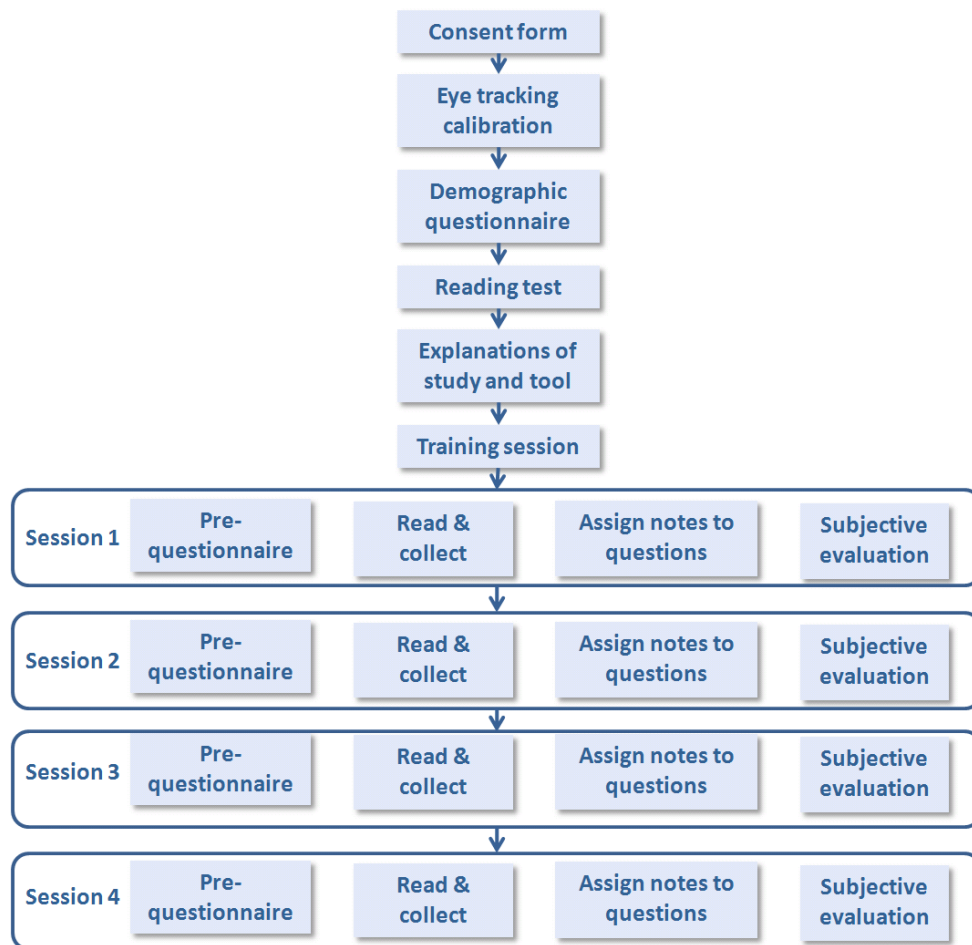 Consent form
Eye tracking
calibration
Demographic
questionnaire
Reading test
Explanations of
study and tool
Training session
Session 1
Pre-
questionnaire
Read &
collect
Assign notes to
questions
Subjective
evaluation
Session 2
Pre-
questionnaire
Read &
collect
Assign notes to
questions
Subjective
evaluation
Session 3
Pre-
questionnaire
Read &
collect
Assign notes to
questions
Subjective
evaluation
Session 4
Pre-
questionnaire
Read &
collect
Assign notes to
questions
Subjective
evaluation